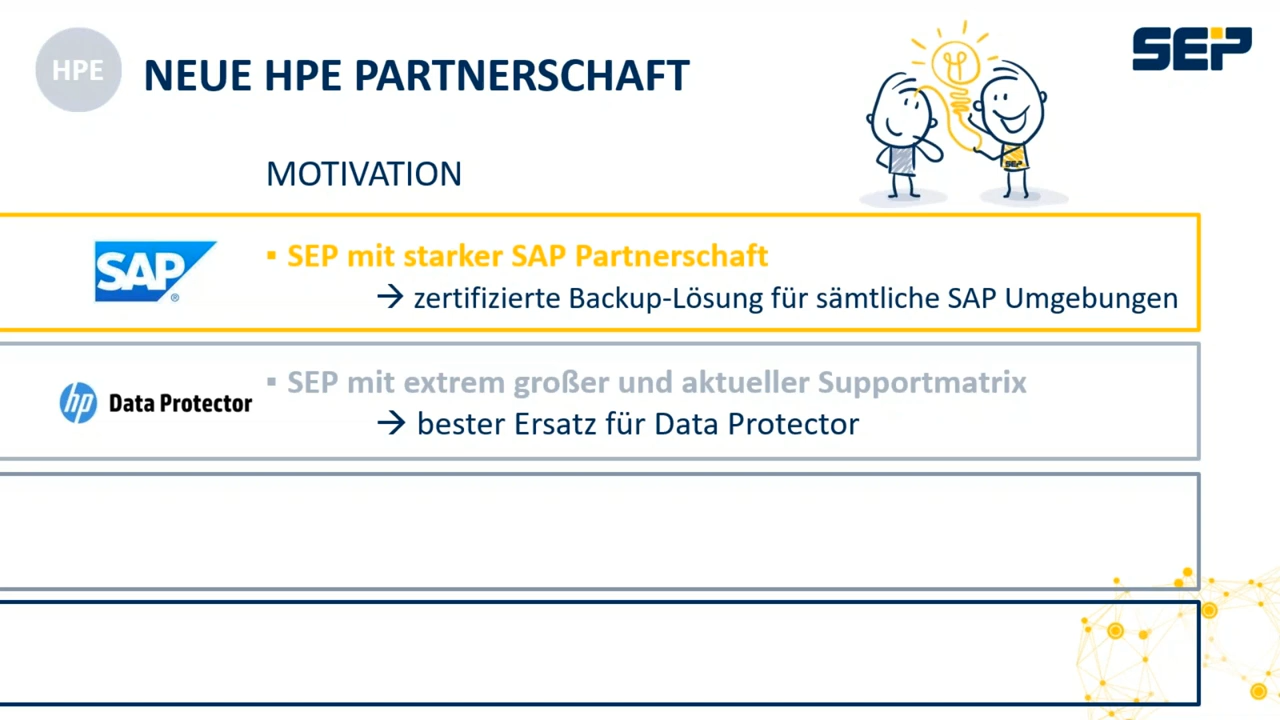 HPE
NEUE HPE PARTNERSCHAFT
SEP
SEP
MOTIVATION
SAP®
▪ SEP mit starker SAP Partnerschaft
→ zertifizierte Backup-Lösung für sämtliche SAP Umgebungen
hp Data Protector
▪ SEP mit extrem großer und aktueller Supportmatrix
→ bester Ersatz für Data Protector